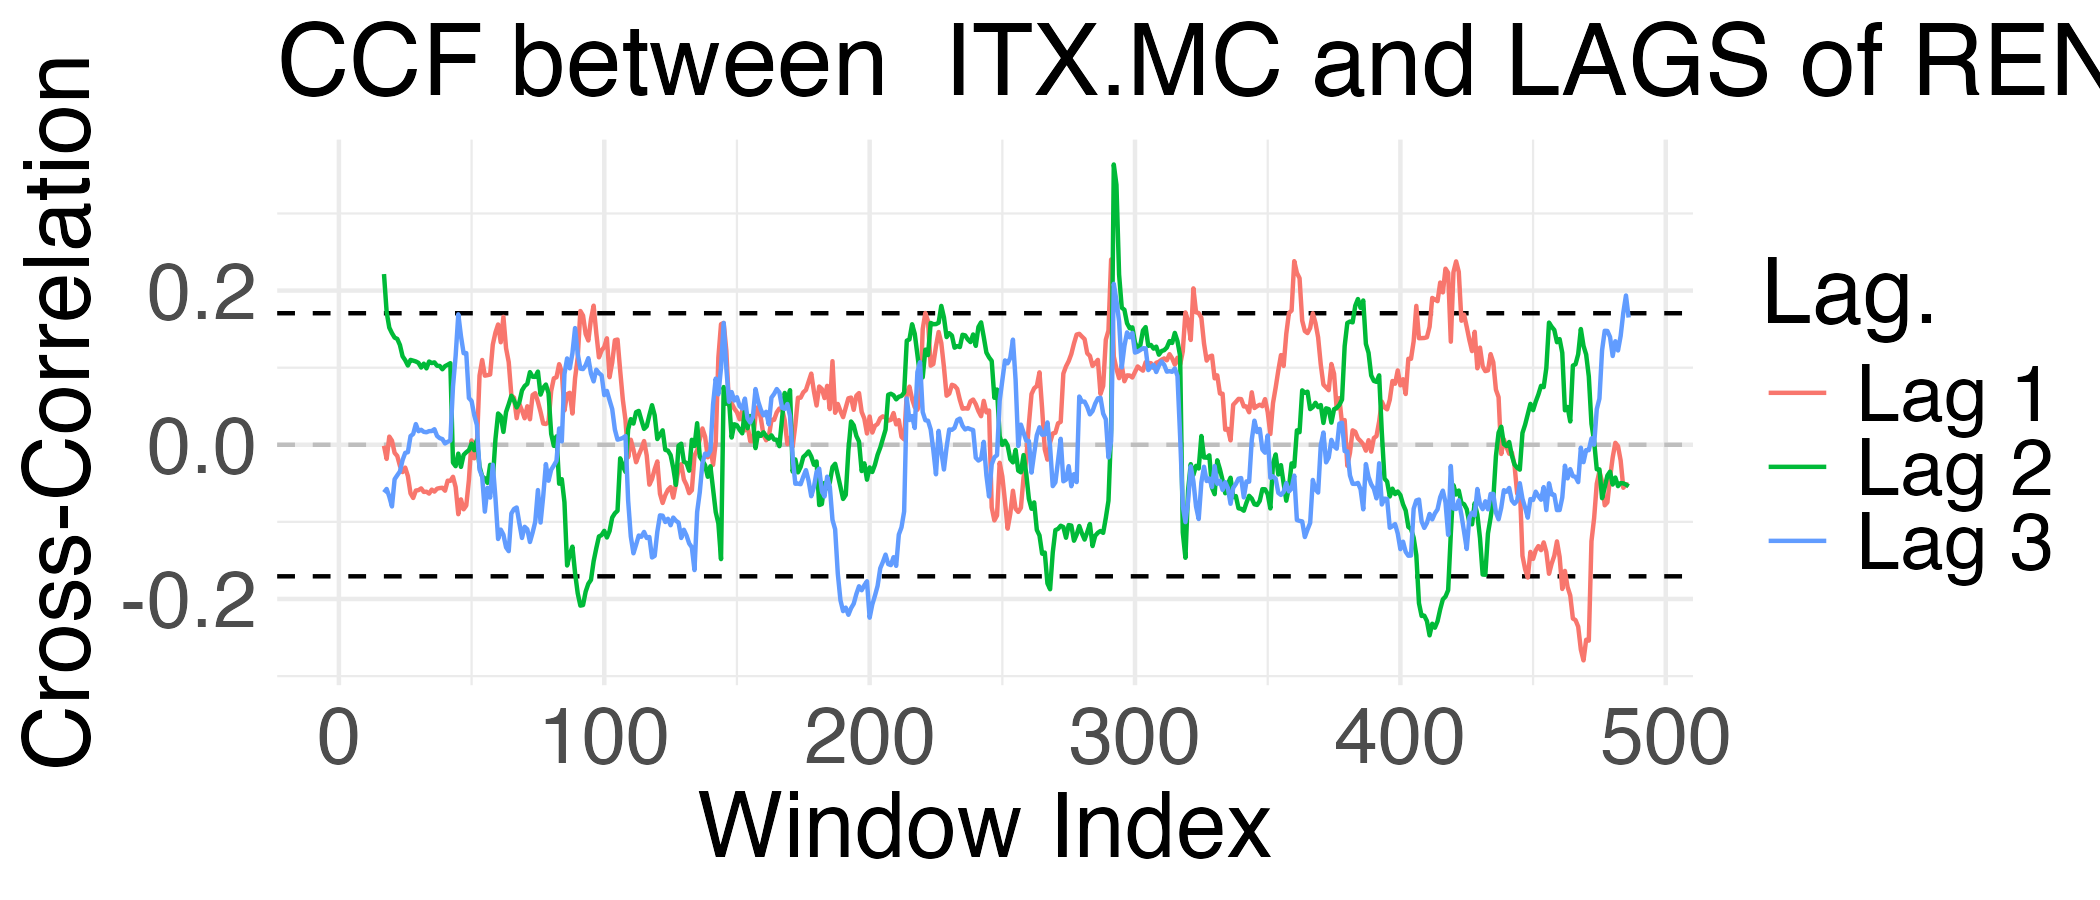 CCF between  ITX.MC and LAGS of REN
Cross-Correlation
0.2
0.0
-0.2
0 100 200 300 400 500
Window Index
Lag.
Lag 1
Lag 2
Lag 3